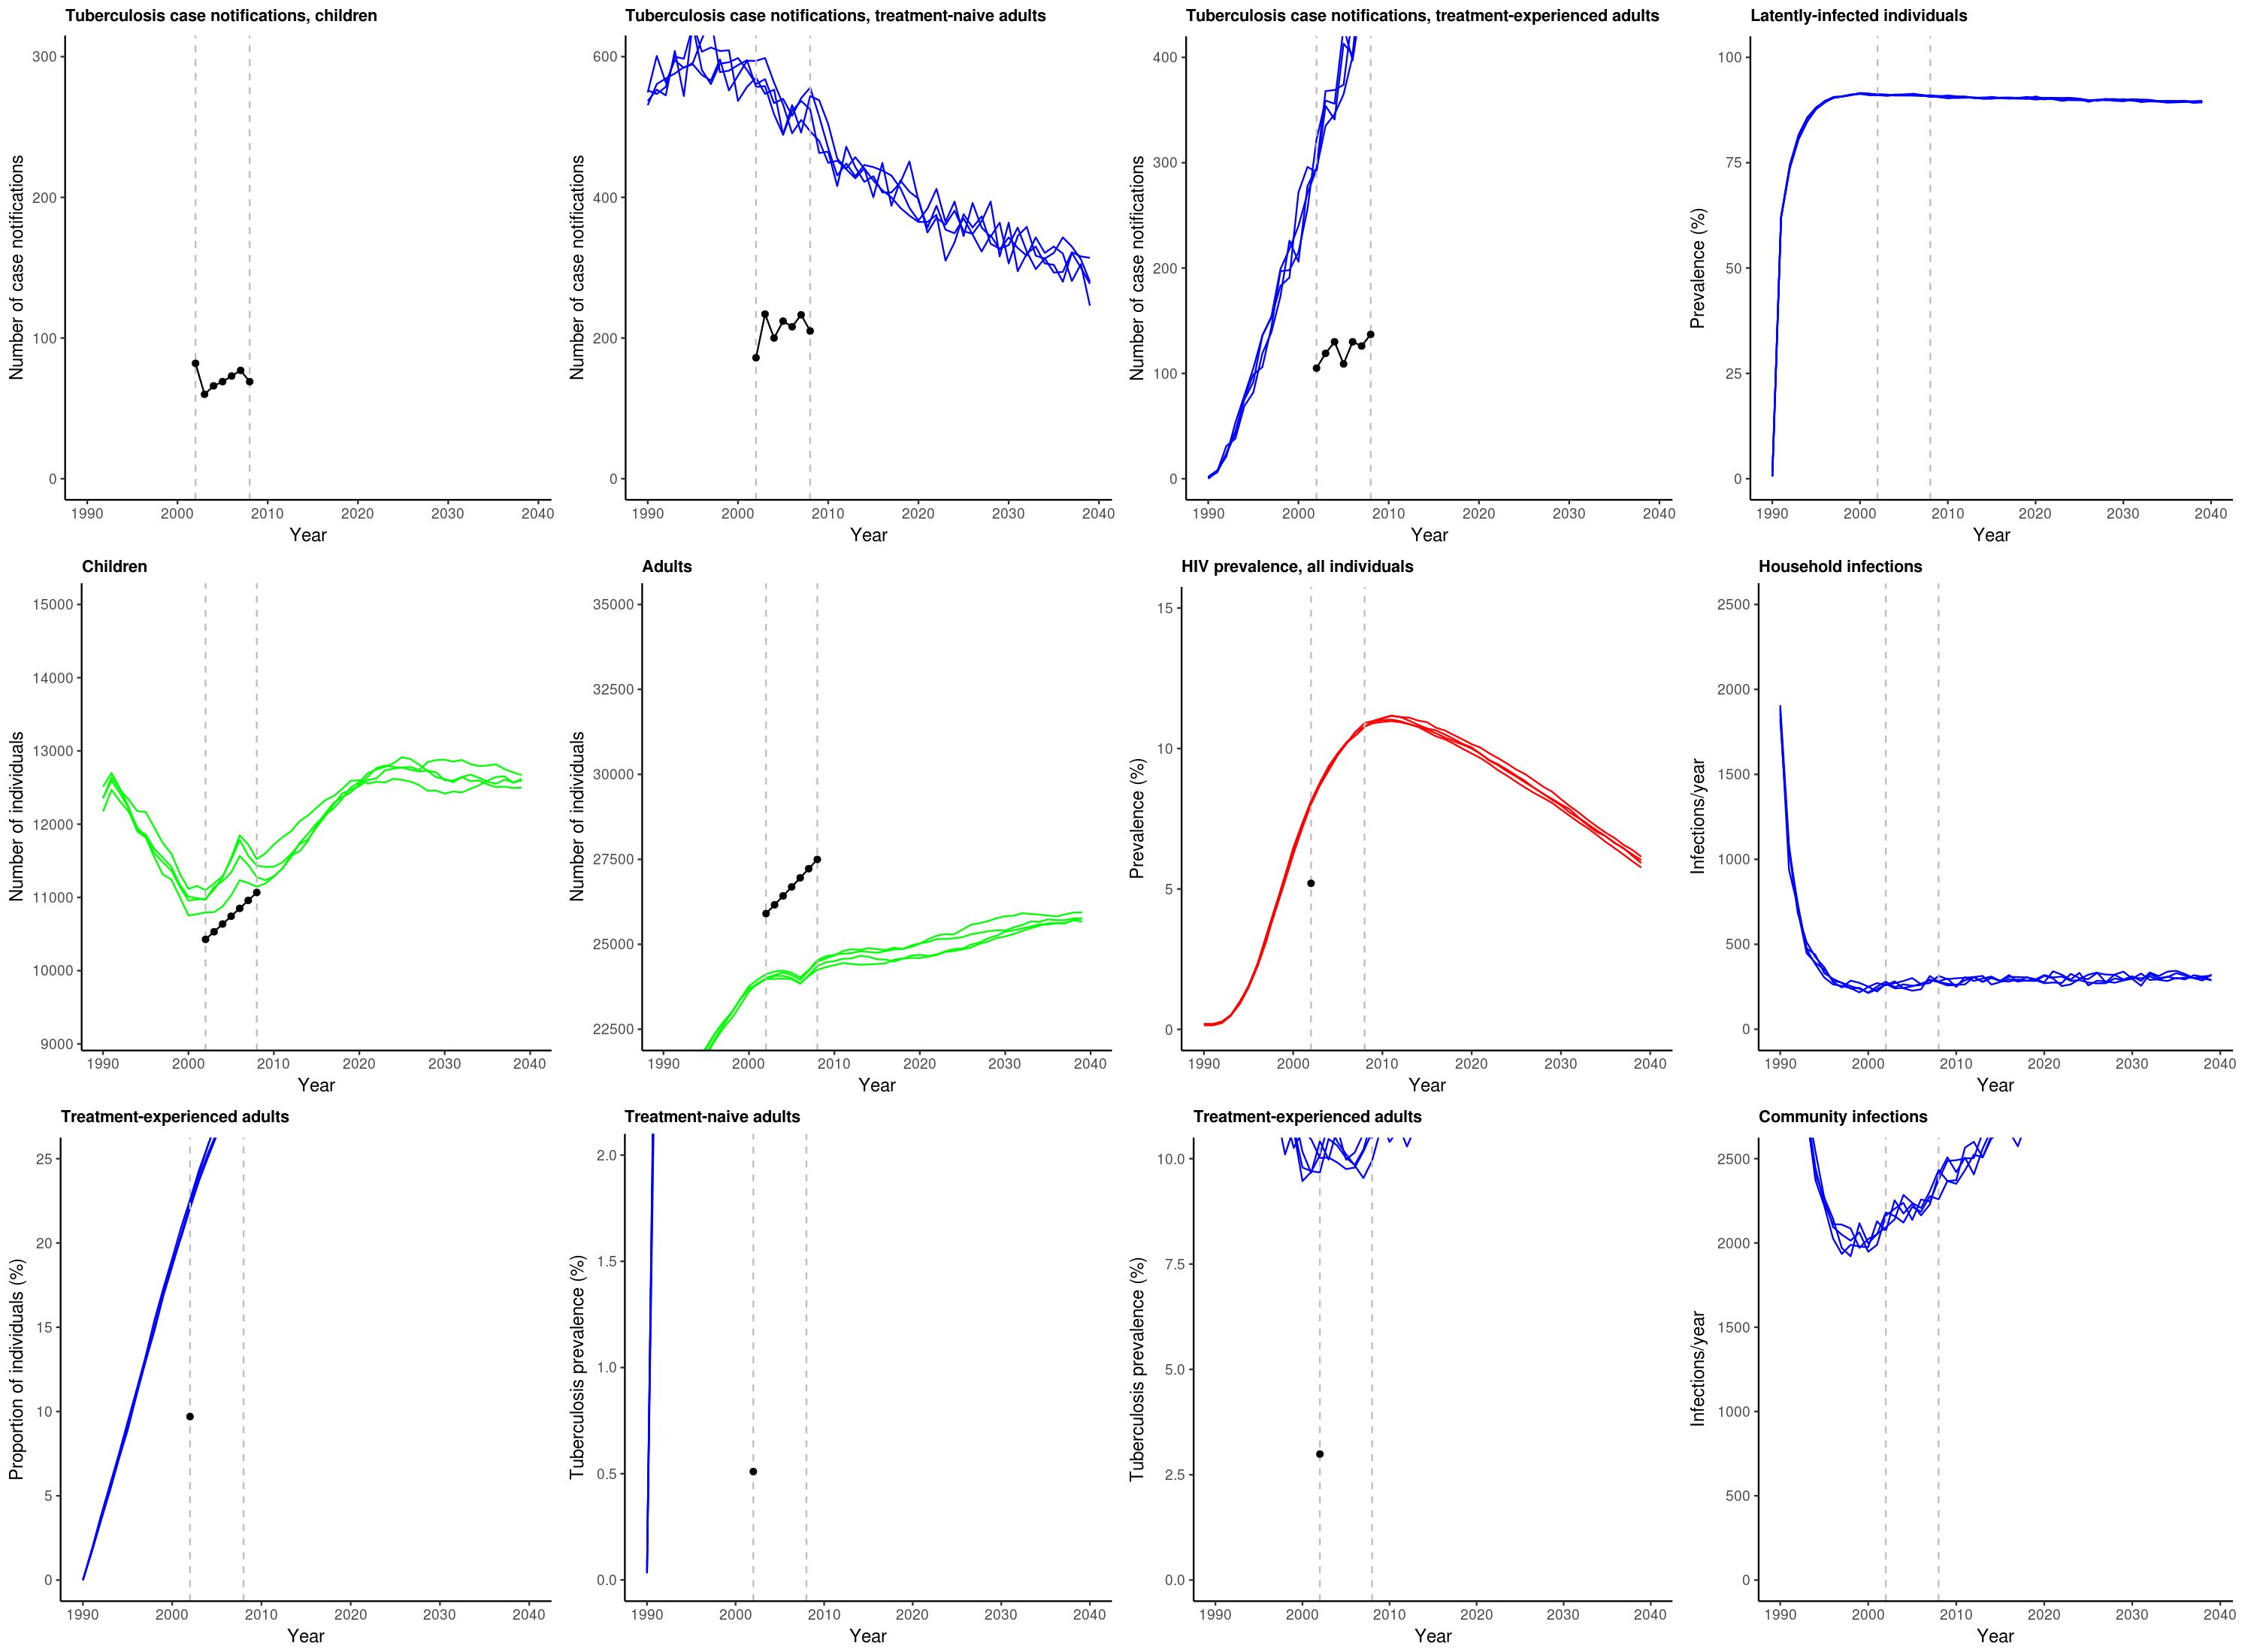 Tuberculosis case notifications, children
Number of case notifications
300
200
100
0
1990 2000 2010 2020 2030 2040
Year
Tuberculosis case notifications, treatment-naive adults
Number of case notifications
600
400
200
0
1990 2000 2010 2020 2030 2040
Year
Tuberculosis case notifications, treatment-experienced adults
Number of case notifications
400
300
200
100
0
1990 2000 2010 2020 2030 2040
Year
Latently-infected individuals
Prevalence (%)
100
75
50
25
0
1990 2000 2010 2020 2030 2040
Year
Children
Number of individuals
15000
14000
13000
12000
11000
10000
9000
1990 2000 2010 2020 2030 2040
Year
Adults
Number of individuals
35000
32500
30000
27500
25000
22500
1990 2000 2010 2020 2030 2040
Year
HIV prevalence, all individuals
Prevalence (%)
15
10
5
0
1990 2000 2010 2020 2030 2040
Year
Household infections
Infections/year
2500
2000
1500
1000
500
0
1990 2000 2010 2020 2030 2040
Year
Treatment-experienced adults
Proportion of individuals (%)
25
20
15
10
5
0
1990 2000 2010 2020 2030 2040
Year
Treatment-naive adults
Tuberculosis prevalence (%)
2.0
1.5
1.0
0.5
0.0
1990 2000 2010 2020 2030 2040
Year
Treatment-experienced adults
Tuberculosis prevalence (%)
10.0
7.5
5.0
2.5
0.0
1990 2000 2010 2020 2030 2040
Year
Community infections
Infections/year
2500
2000
1500
1000
500
0
1990 2000 2010 2020 2030 2040
Year